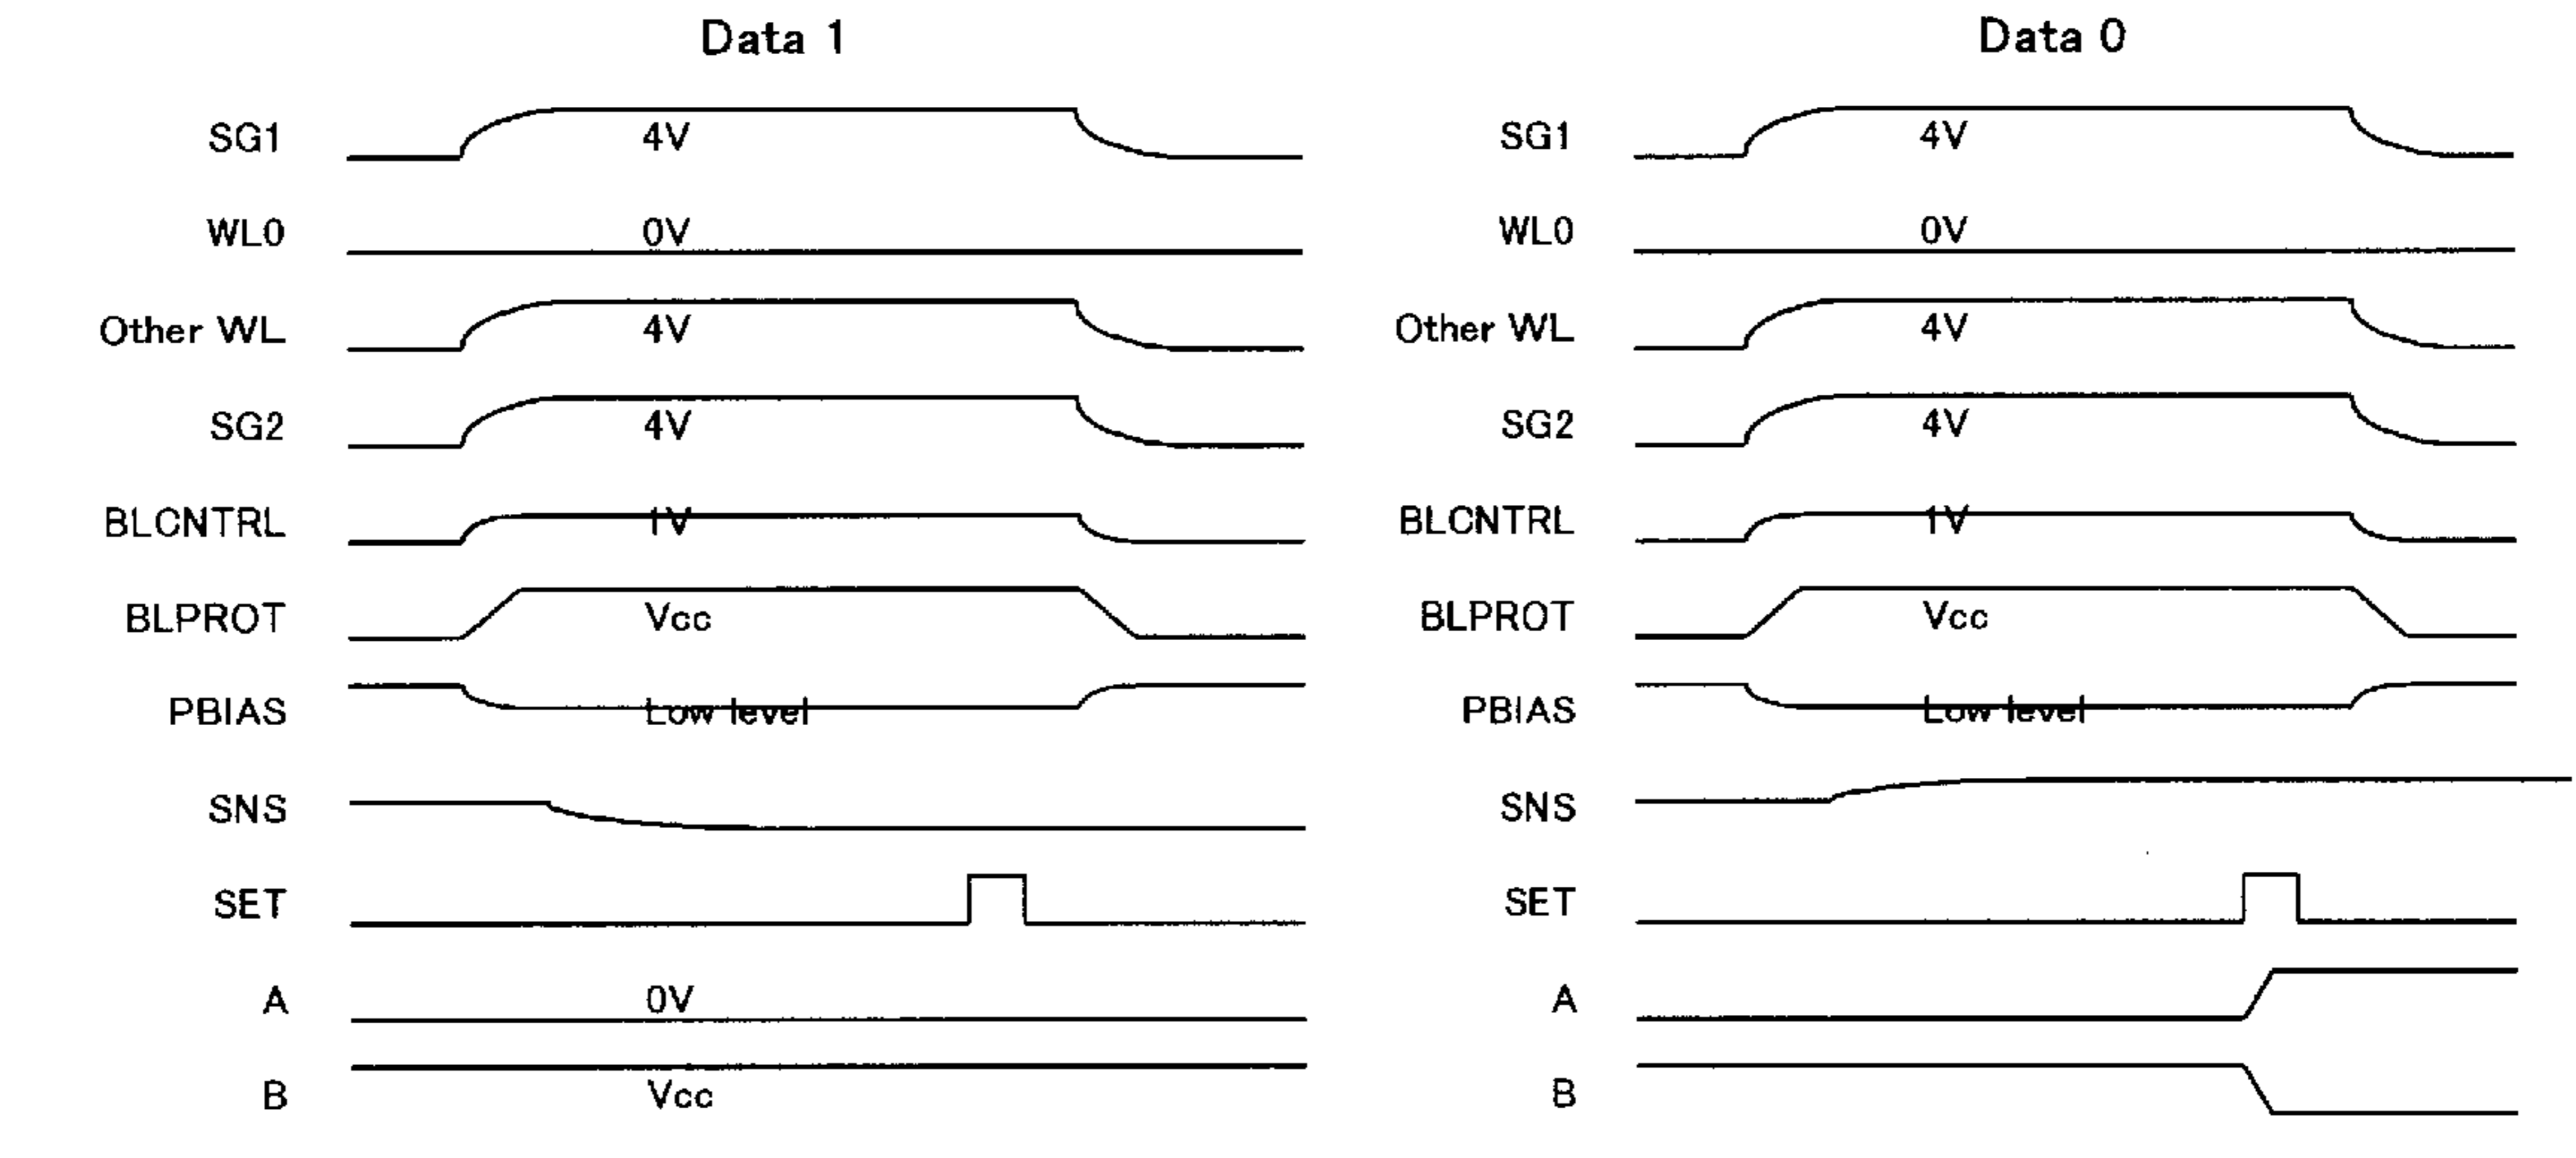 Data 1 Data 0
SG1 4V SG1 4V
WL0 0V WL0 0V
Other WL 4V Other WL 4V
SG2 4V SG2 4V
BLCNTRL 1V BLCNTRL 1V
BLPROT Vcc BLPROT Vcc
PBIAS Low level PBIAS Low level
SNS SNS
SET SET
A 0V A
B Vcc B